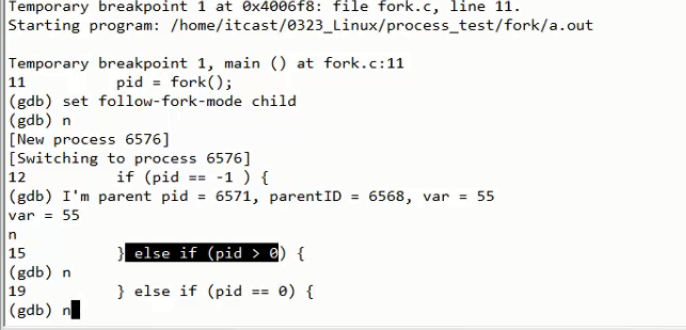 Temporary breakpoint 1 at 0x4006f8: file fork.c, line 11.
Starting program: /home/itcast/0323_Linux/process_test/fork/a.out
Temporary breakpoint 1, main () at fork.c:11
11 pid = fork();
(gdb) set follow-fork-mode child
(gdb) n
[New process 6576]
[Switching to process 6576]
12 if (pid == -1 ) {
(gdb) I'm parent pid = 6571, parentID = 6568, var = 55
var = 55
n
15 } else if (pid > 0) {
(gdb) n
19 } else if (pid == 0) {
(gdb) n